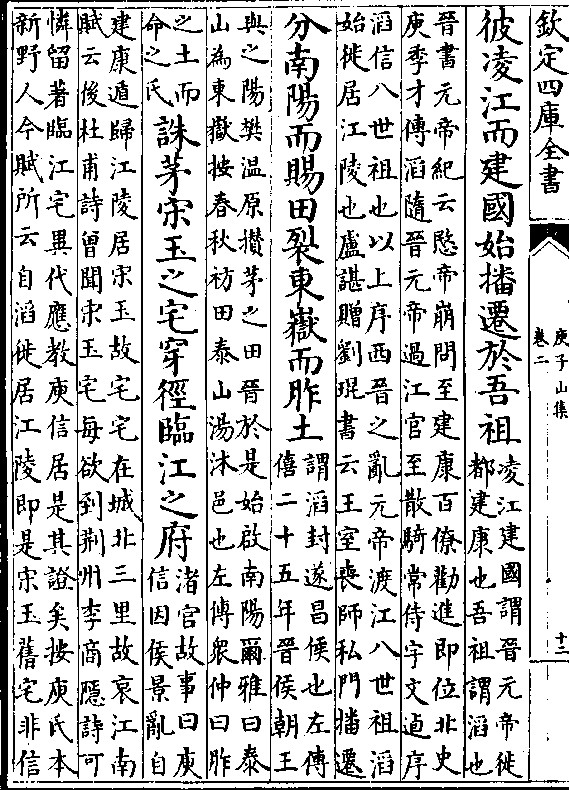 欽定四庫全書
庾子山集
卷二
十二
彼凌江而建國始播遷於吾祖
凌江建國謂晉元帝徙
都建康也吾祖謂滔也
晉書元帝紀云愍帝崩問至建康百僚勸進即位北史
庾季才傳滔隨晉元帝過江官至散騎常侍宇文逌序
滔信八世祖也以上序西晉之亂元帝渡江八世祖滔
始徙居江陵也盧諶贈劉琨書云王室喪師私門播遷
分南陽而賜田裂東嶽而胙土
謂滔封遂昌侯也左傳
僖二十五年晉侯朝王
與之陽樊溫原攢茅之田晉於是始啟南陽爾雅曰泰
山為東嶽按春秋祊田泰山湯沐邑也左傳眾仲曰胙
之土而
命之氏
誅茅宋玉之宅穿徑臨江之府
渚宮故事曰庾
信因侯景亂自
建康遁歸江陵居宋玉故宅宅在城北三里故哀江南
賦云後杜甫詩曾聞宋玉宅每欲到荆州李商隱詩可
憐留著臨江宅異代應教庾信居是其證矣按庾氏本
新野人今賦所云自滔徙居江陵即是宋玉舊宅非信